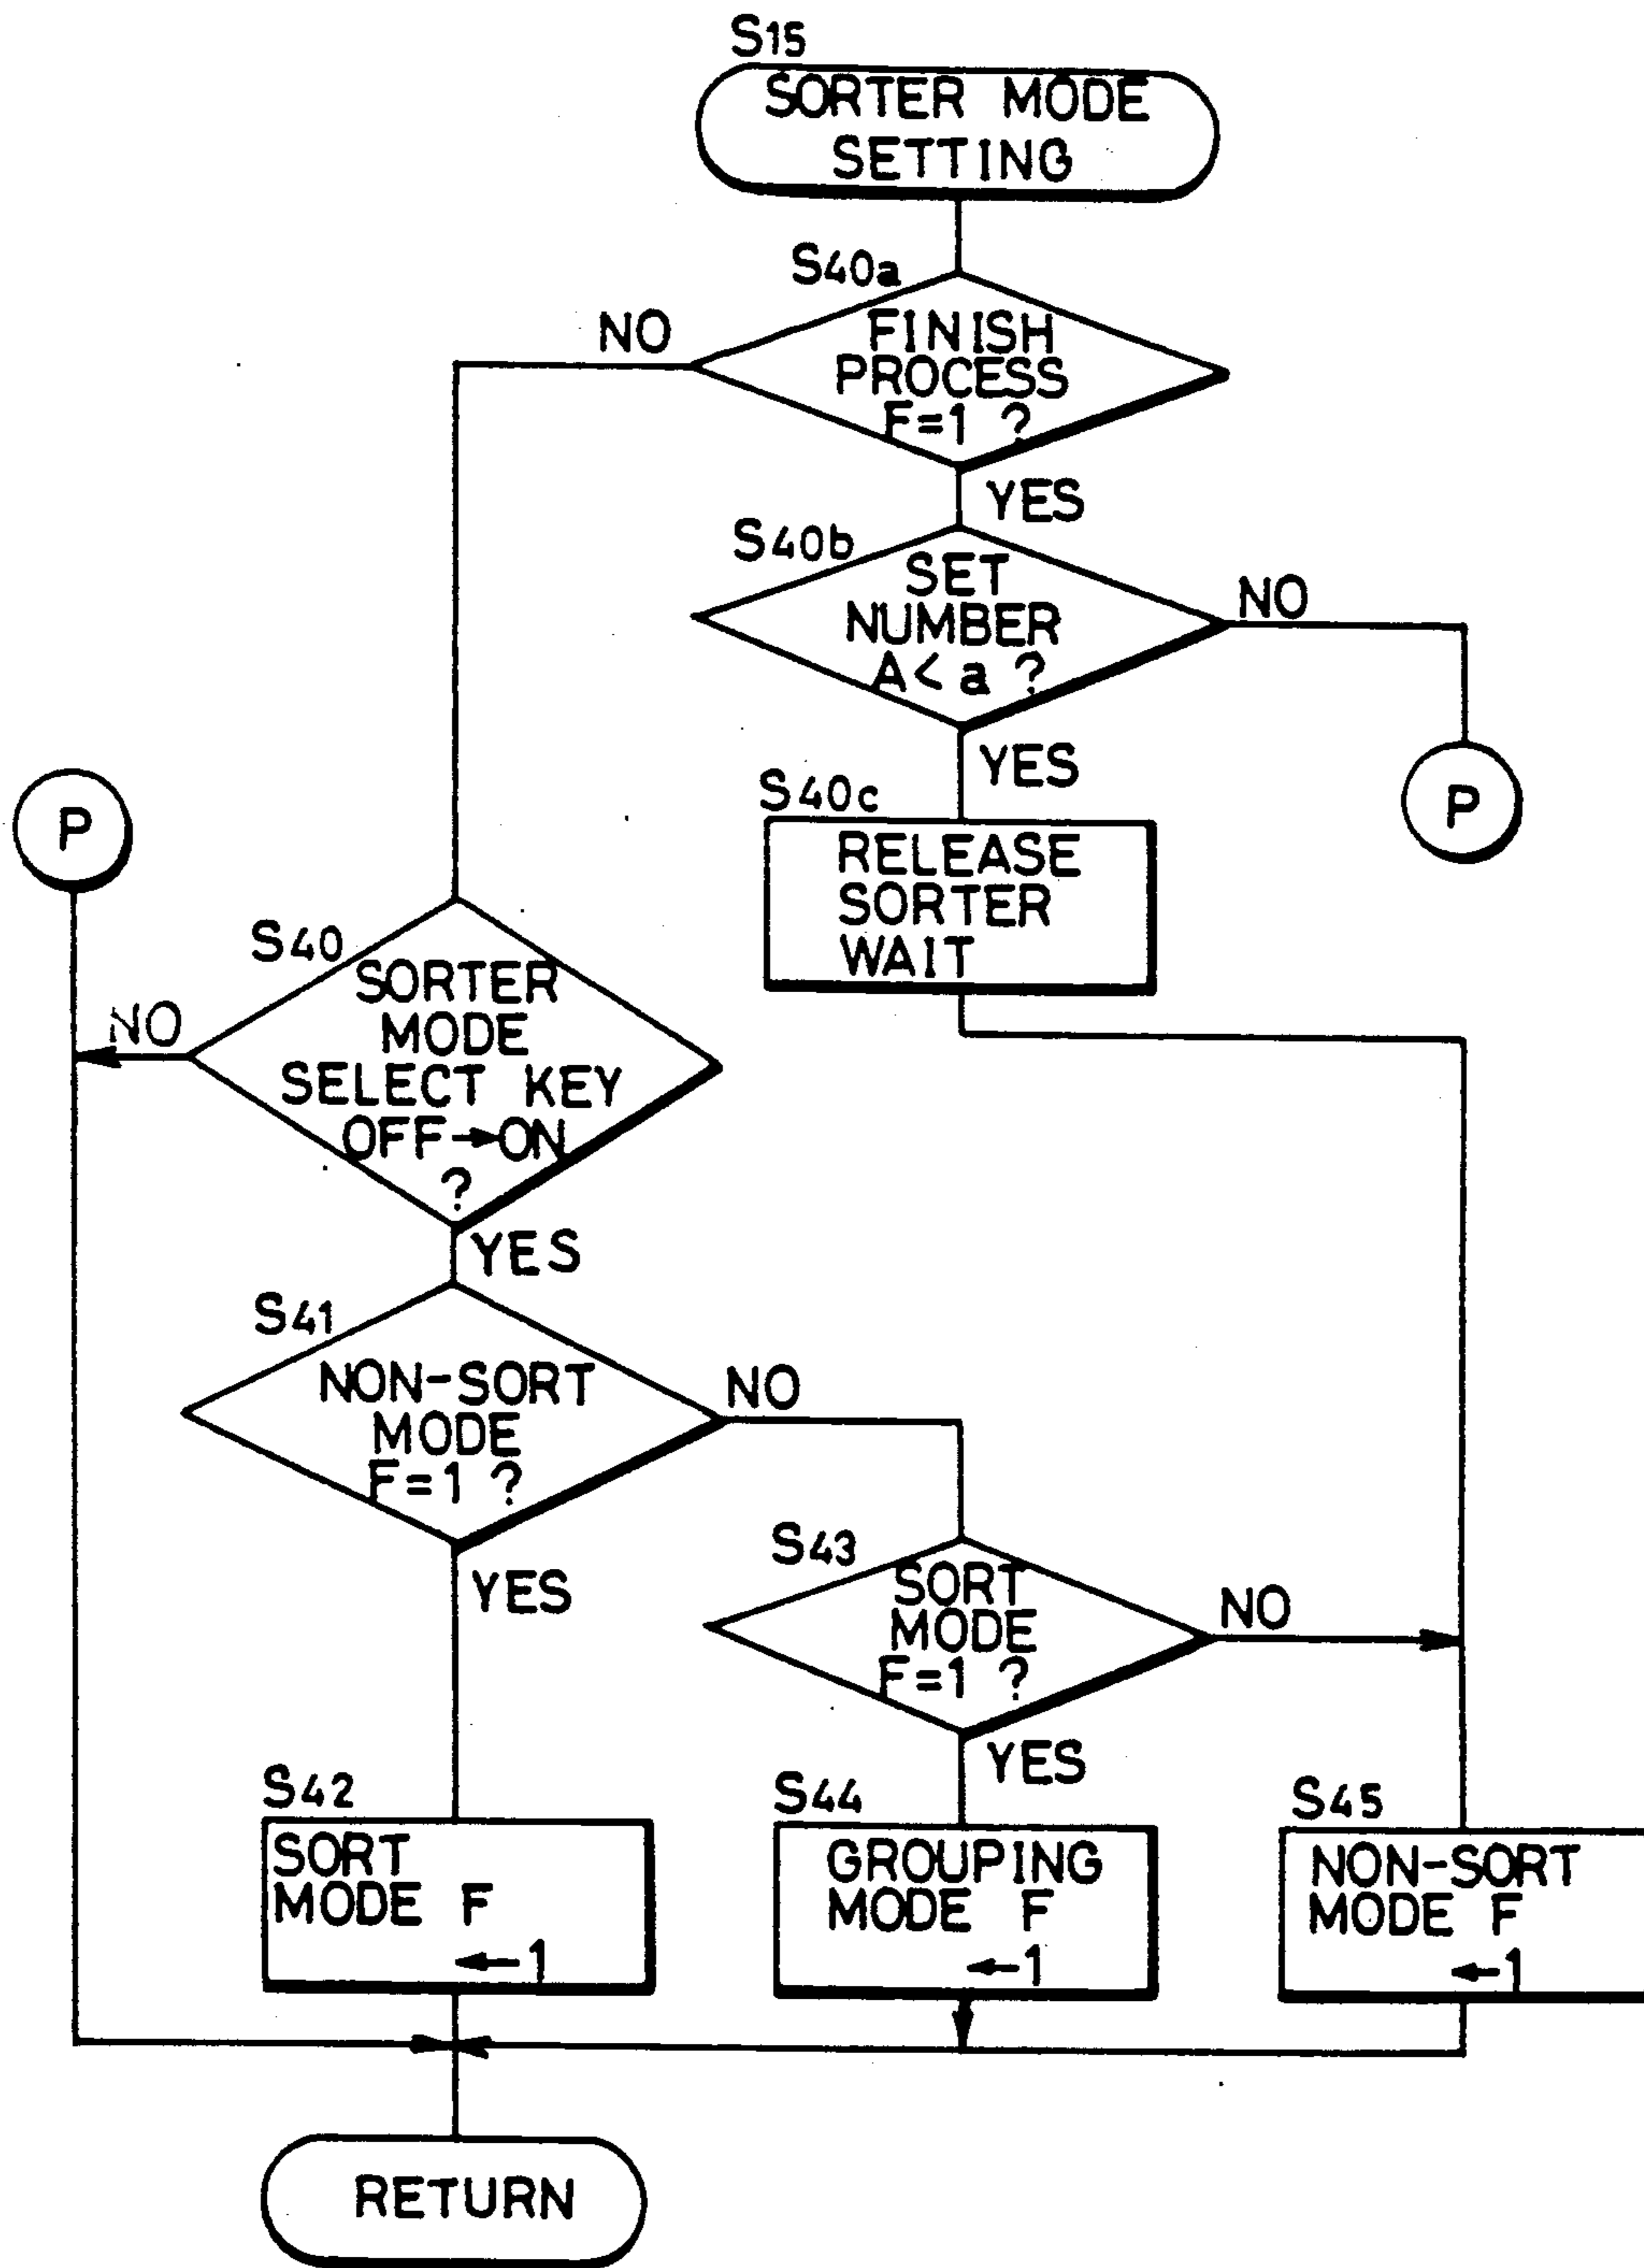 S15
SORTER MODE
SETTING
S40a
NO
FINISH
PROCESS
F=1 ?
YES
S40b
SET
NUMBER
A< a ?
NO
YES
P
P
S40c
RELEASE
SORTER
WAIT
S40
SORTER
MODE
SELECT KEY
OFF→ON
?
NO
YES
S41
NON-SORT
MODE
F=1 ?
NO
YES
S43
SORT
MODE
F=1 ?
NO
YES
S42
SORT
MODE F
←1
S44
GROUPING
MODE F
←1
S45
NON-SORT
MODE F
←1
RETURN